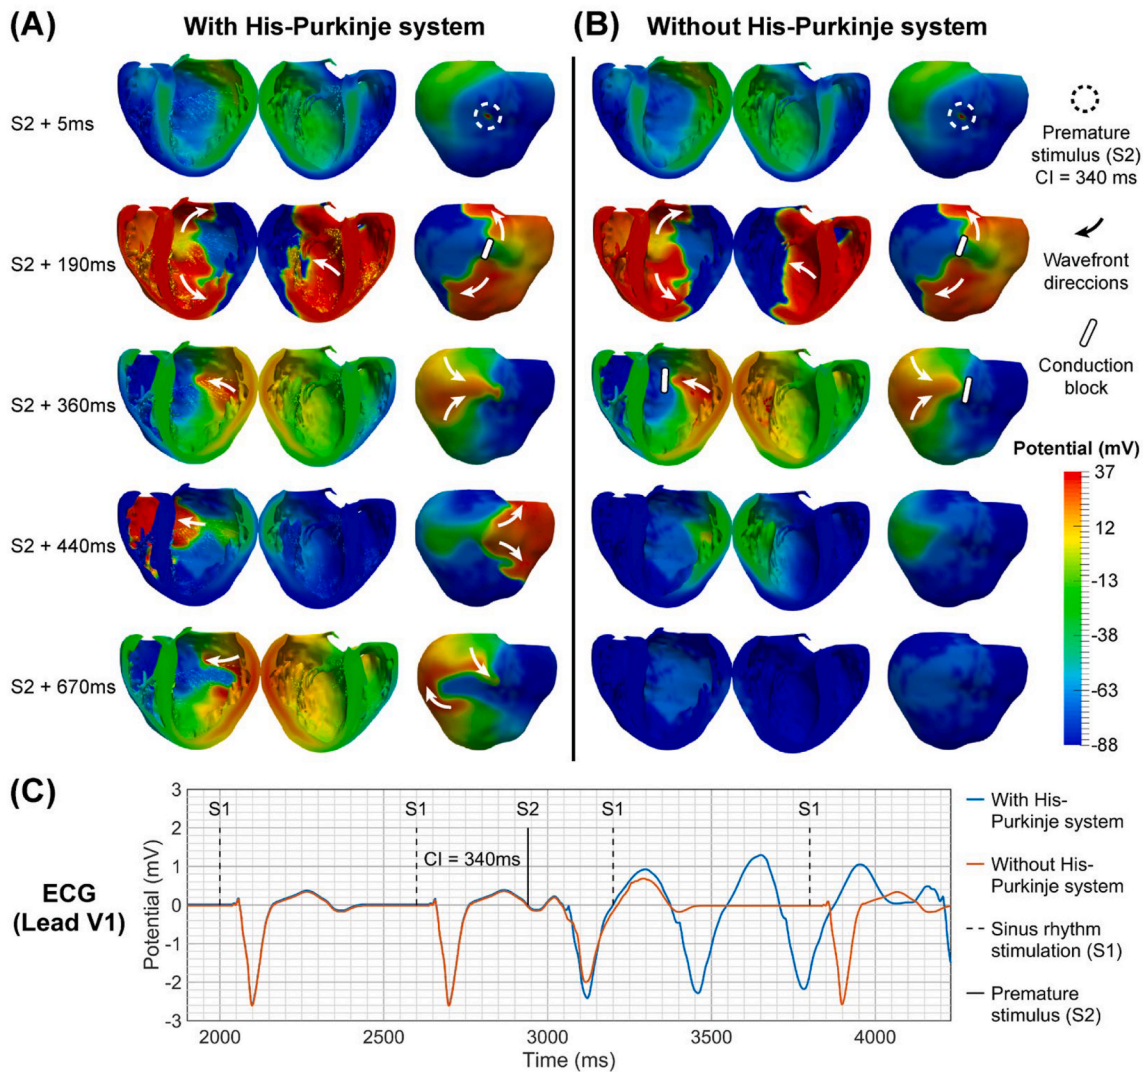 (A) With His-Purkinje system
(B) Without His-Purkinje system
S2 + 5ms
S2 + 190ms
S2 + 360ms
S2 + 440ms
S2 + 670ms
Premature
stimulus (S2)
CI = 340 ms
Wavefront
direccions
Conduction
block
Potential (mV)
37
12
-13
-38
-63
-88
(C)
ECG
(Lead V1)
Potential (mV)
3
2
1
0
-1
-2
-3
S1
S1
S2
S1
S1
CI = 340ms
2000
2500
3000
3500
4000
Time (ms)
With His-
Purkinje system
Without His-
Purkinje system
Sinus rhythm
stimulation (S1)
Premature
stimulus (S2)